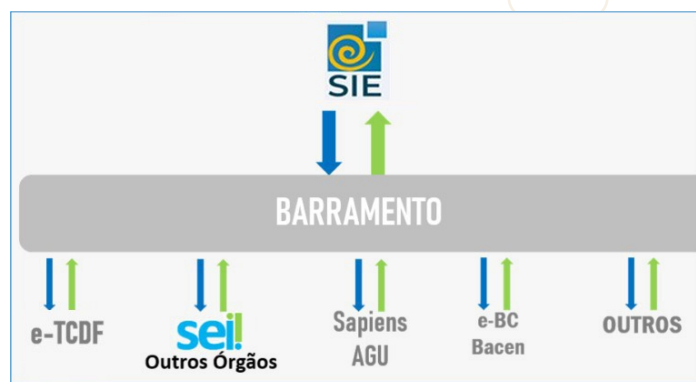 SIE
BARRAMENTO
e-TCDF
sei!
Outros Órgãos
Sapiens
AGU
e-BC
Bacen
OUTROS